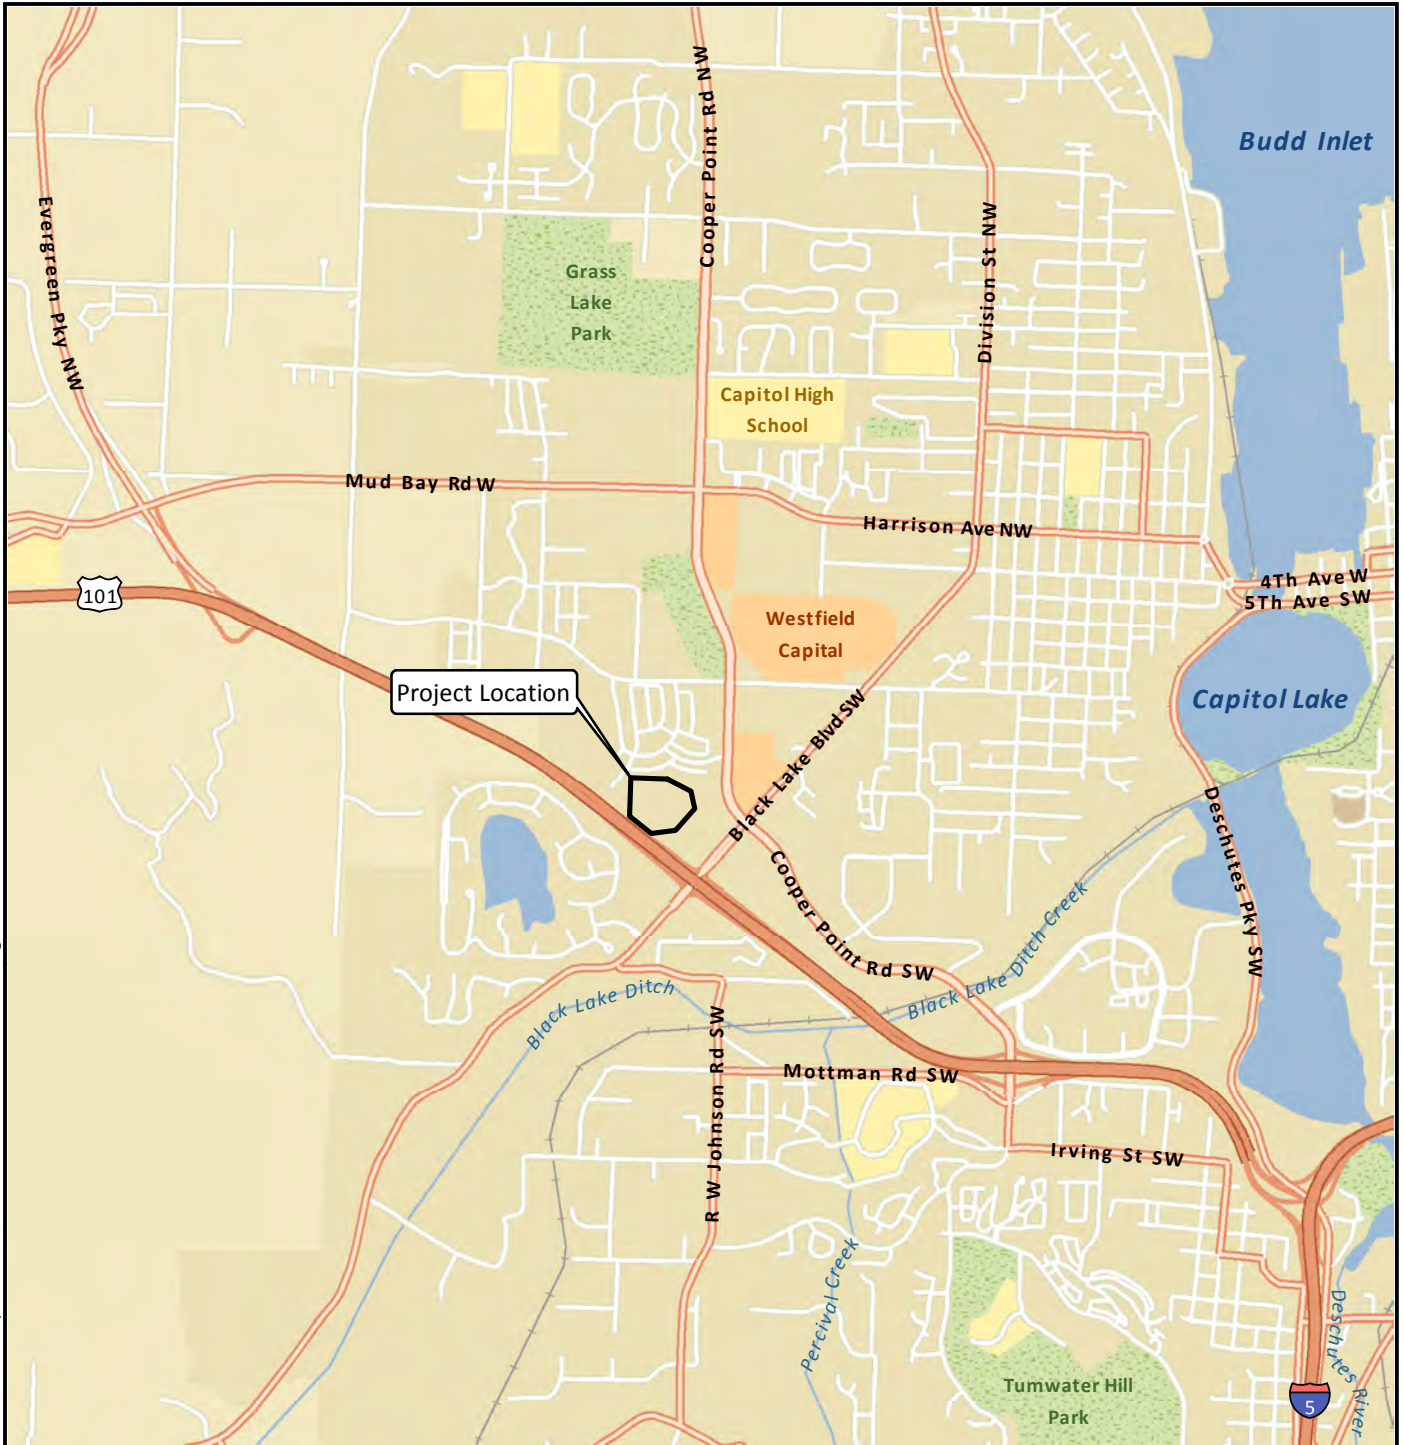 Cooper Point Rd NW
Budd Inlet
Evergreen Pky NW
Division St NW
Grass
Lake
Park
Capitol High
School
Mud Bay Rd W
Harrison Ave NW
101
4Th Ave W
5Th Ave SW
Westfield
Capital
Project Location
Capitol Lake
Black Lake Blvd SW
Deschutes Pky SW
Cooper Point Rd SW
Black Lake Ditch Creek
Black Lake Ditch
R W Johnson Rd SW
Mottman Rd SW
Irving St SW
Percival Creek
Deschutes River
Tumwater Hill
Park
5